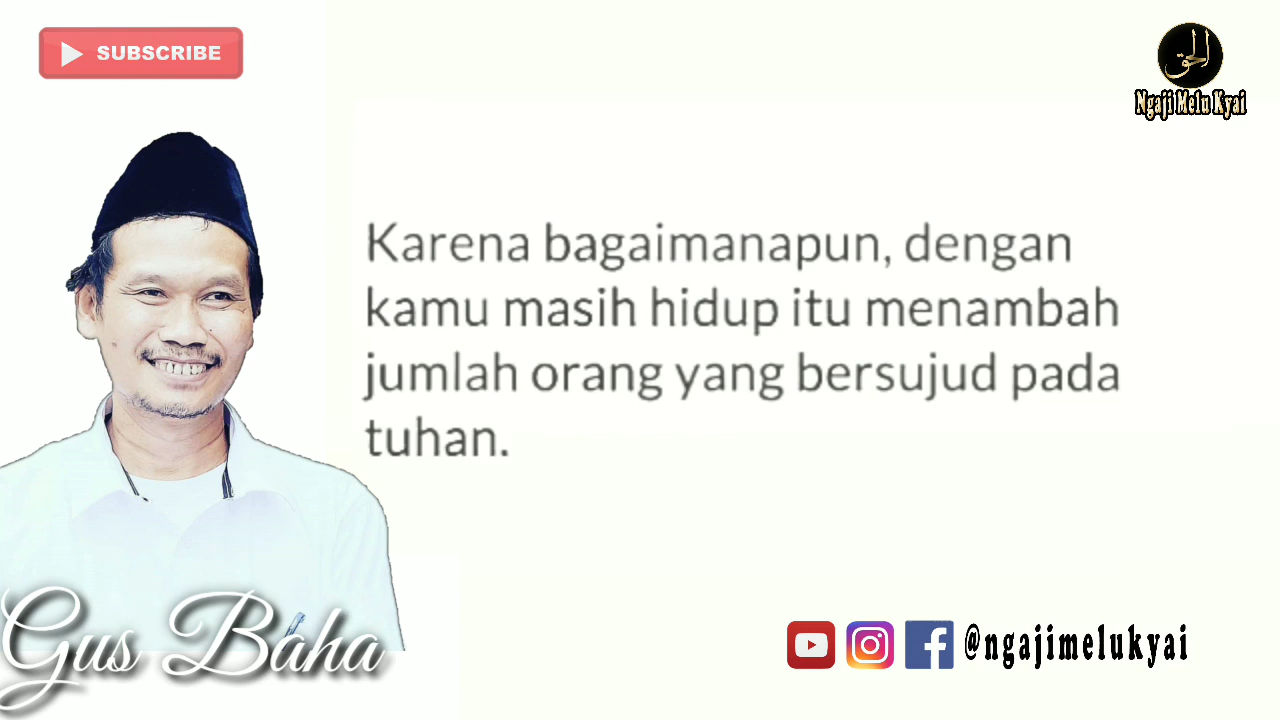 SUBSCRIBE
الحق
Ngaji Melu Kyai
Karena bagaimanapun, dengan
kamu masih hidup itu menambah
jumlah orang yang bersujud pada
tuhan.
Gus Baha
@ngajimelukyai